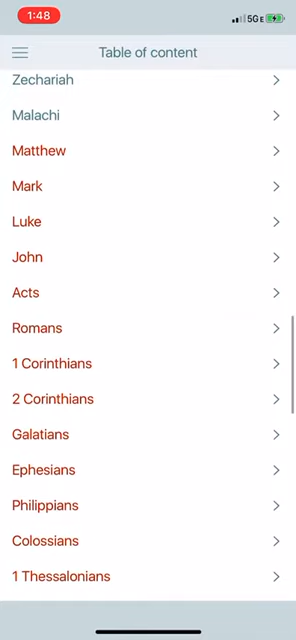 1:48
5GE
Table of content
Zechariah
Malachi
Matthew
Mark
Luke
John
Acts
Romans
1 Corinthians
2 Corinthians
Galatians
Ephesians
Philippians
Colossians
1 Thessalonians